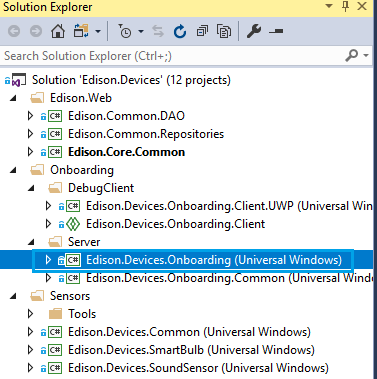 Solution Explorer
Search Solution Explorer (Ctrl+;)
Solution 'Edison.Devices' (12 projects)
Edison.Web
C# Edison.Common.DAO
C# Edison.Common.Repositories
C# Edison.Core.Common
Onboarding
DebugClient
C# Edison.Devices.Onboarding.Client.UWP (Universal Win
Edison.Devices.Onboarding.Client
Server
C# Edison.Devices.Onboarding (Universal Windows)
C# Edison.Devices.Onboarding.Common (Universal Wind
Sensors
Tools
C# Edison.Devices.Common (Universal Windows)
C# Edison.Devices.SmartBulb (Universal Windows)
C# Edison.Devices.SoundSensor (Universal Windows)